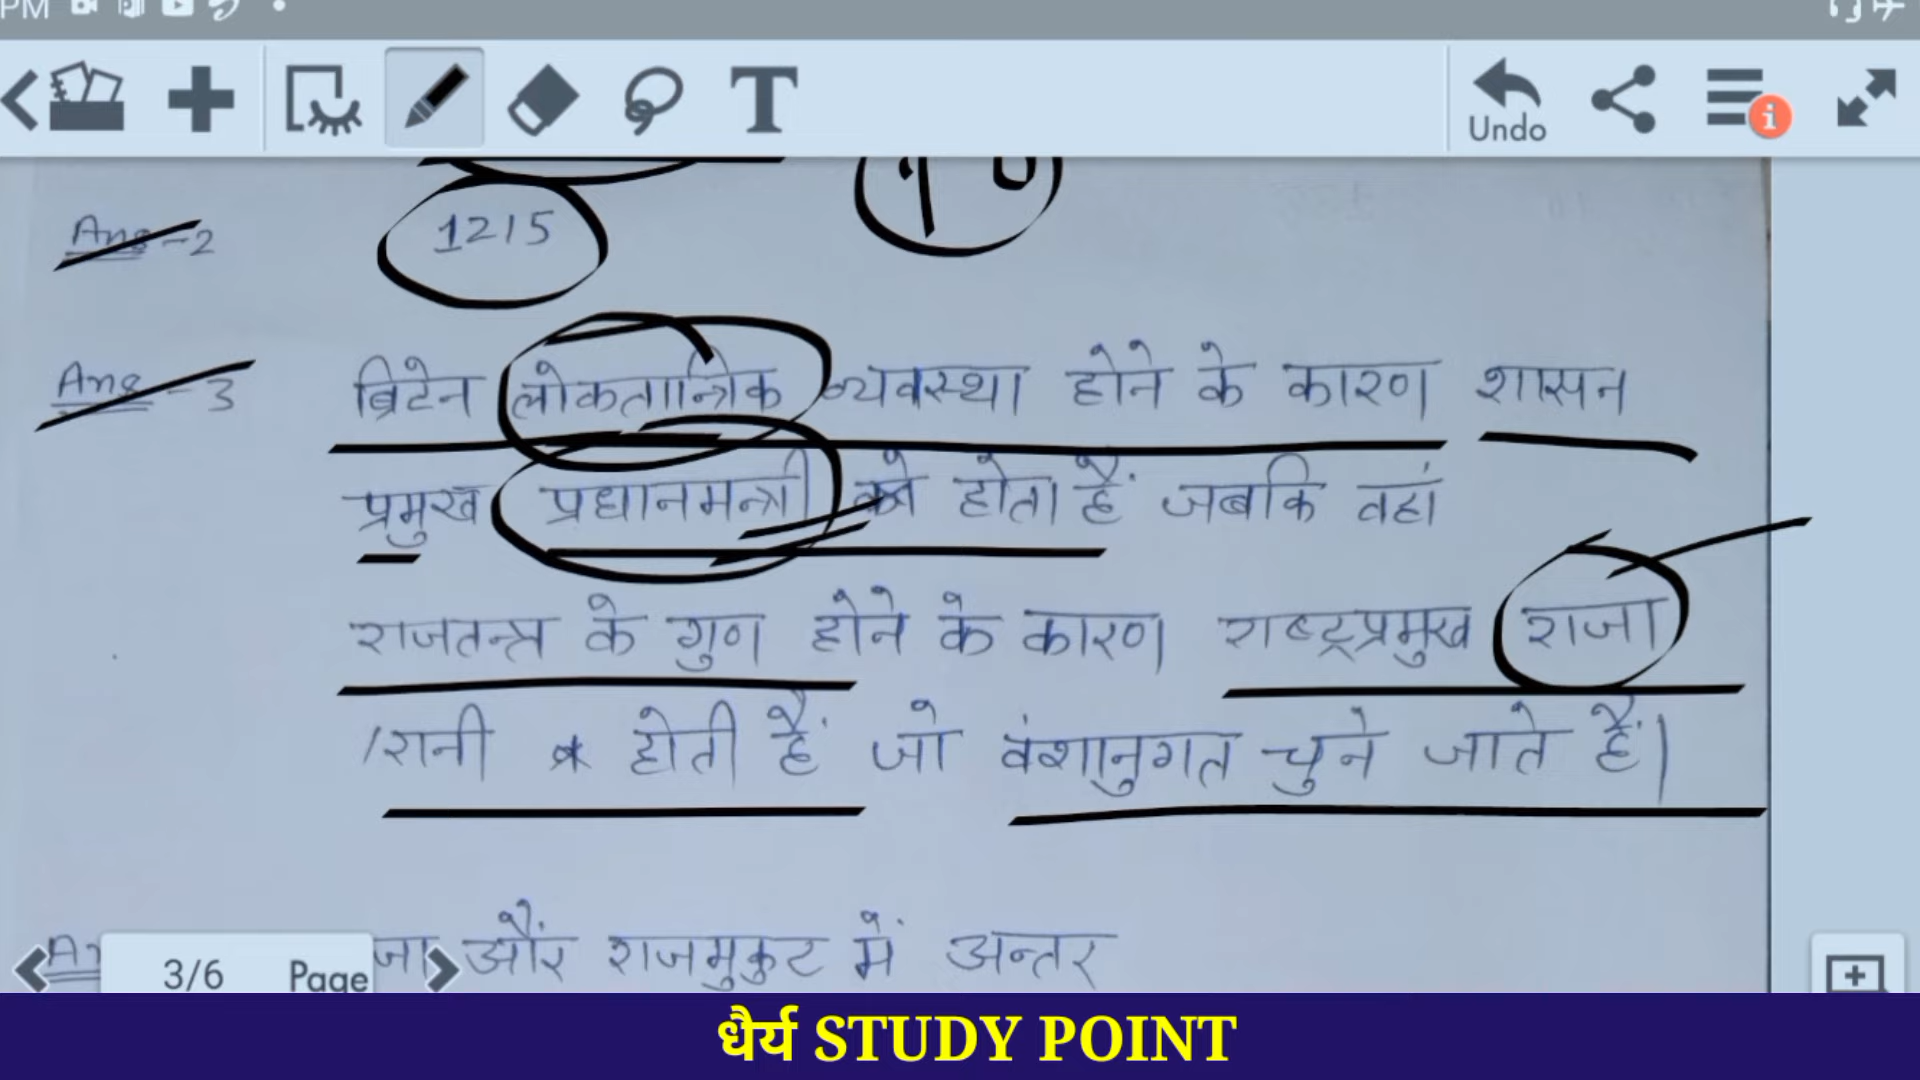 PM
Undo
Ans-2 1215
Ans-3 ब्रिटेन लोकतान्त्रिक व्यवस्था होने के कारण शासन
प्रमुख प्रधानमन्त्री होता है जबकि वहां
राजतन्त्र के गुण होने के कारण राष्ट्रप्रमुख राजा
/रानी होती हैं जो वंशानुगत चुने जाते हैं।
जा और राजमुकुट में अन्तर
3/6 Page
धैर्य STUDY POINT